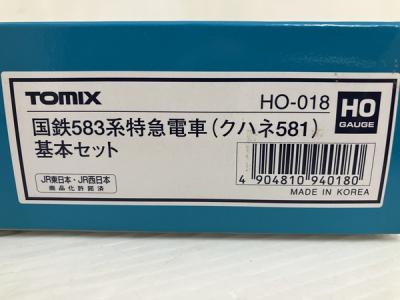 TOMIX
HO-018
HO
GAUGE
国鉄583系特急電車(クハネ581)
基本セット
JR東日本・JR西日本
商品化許諾済
4 904810 940180
MADE IN KOREA